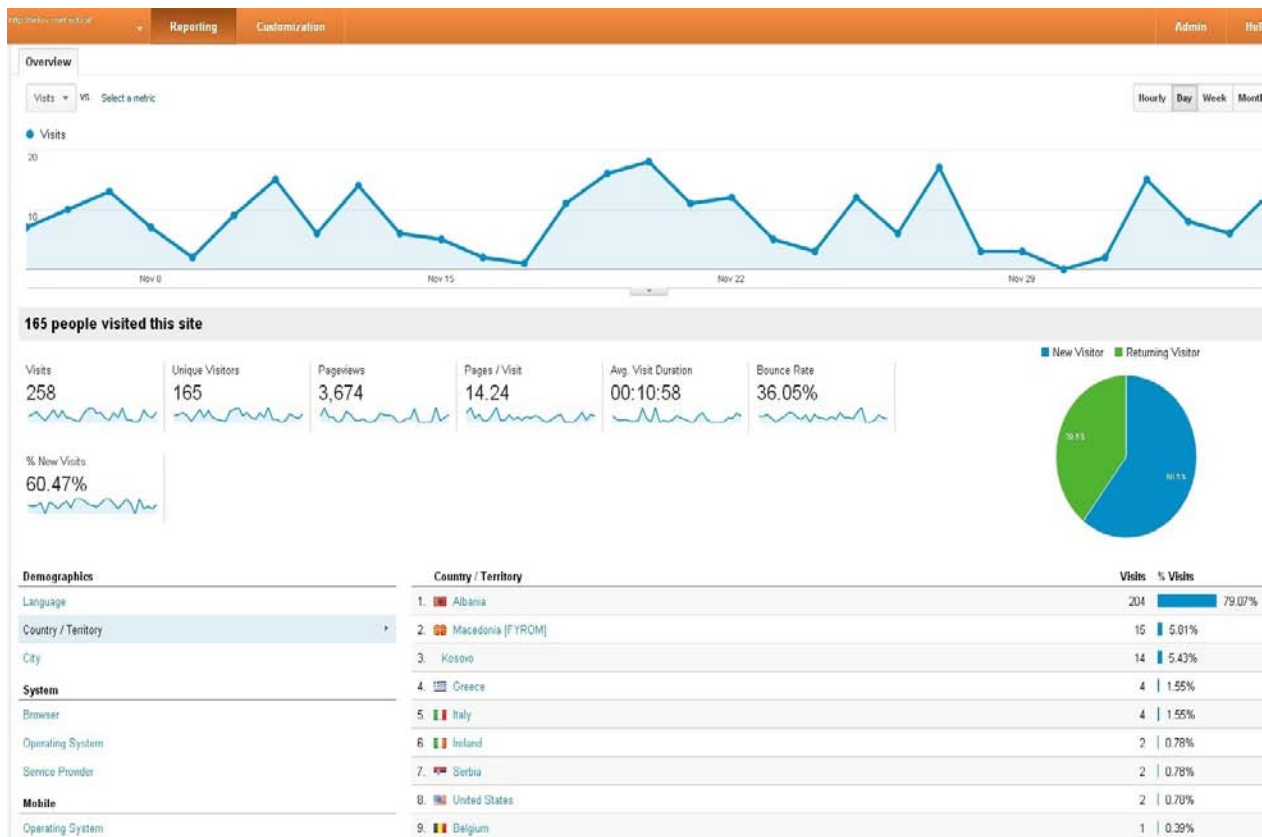 Reporting Customization Admin
Overview
Visits vs. Select a metric Hourly Day Week
Visits
20
10
Nov 8 Nov 15 Nov 22 Nov 29
165 people visited this site
New Visitor Returning Visitor
Visits Unique Visitors Pageviews Pages / Visit Avg. Visit Duration Bounce Rate
258 165 3,674 14.24 00:10:58 36.05%
39.5%
60.5%
% New Visits
60.47%
Demographics Country / Territory Visits % Visits
Language 1. Albania 204 79.07%
Country / Territory 2. Macedonia [FYROM] 15 5.81%
City 3. Kosovo 14 5.43%
System 4. Greece 4 1.55%
Browser 5. Italy 4 1.55%
Operating System 6. Ireland 2 0.78%
Service Provider 7. Serbia 2 0.78%
Mobile 8. United States 2 0.78%
Operating System 9. Belgium 1 0.39%